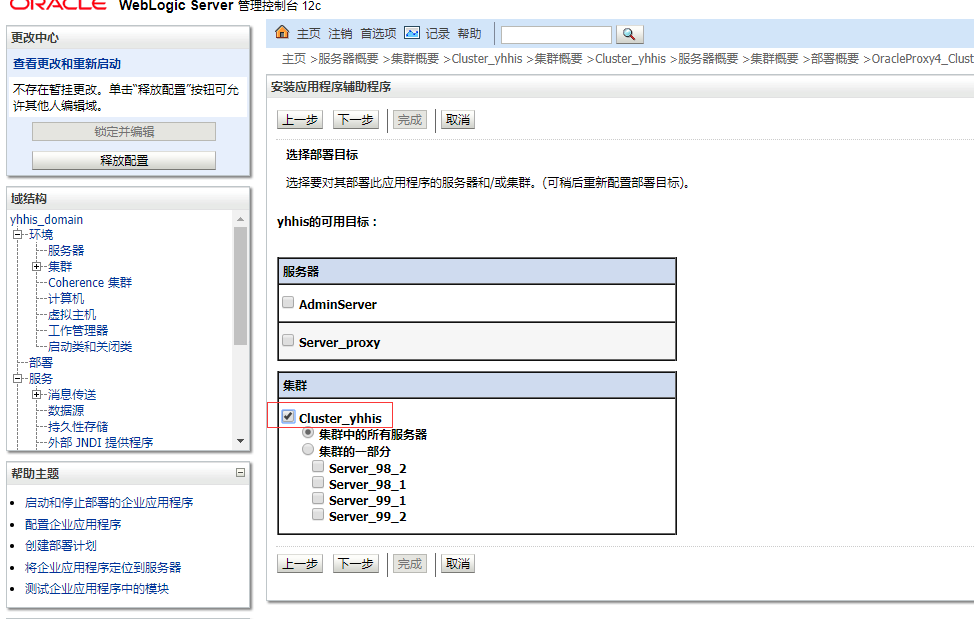 ORACLE WebLogic Server 管理控制台 12c
更改中心
查看更改和重新启动
不存在暂挂更改。单击“释放配置”按钮可允
许其他人编辑域。
锁定并编辑
释放配置
域结构
yhhis_domain
环境
服务器
集群
Coherence 集群
计算机
虚拟主机
工作管理器
启动类和关闭类
部署
服务
消息传送
数据源
持久性存储
外部 JNDI 提供程序
帮助主题
启动和停止部署的企业应用程序
配置企业应用程序
创建部署计划
将企业应用程序定位到服务器
测试企业应用程序中的模块
主页 注销 首选项 记录 帮助
主页 >服务器概要 >集群概要 >Cluster_yhhis >集群概要 >Cluster_yhhis >服务器概要 >集群概要 >部署概要 >OracleProxy4_Clust
安装应用程序辅助程序
上一步 下一步 完成 取消
选择部署目标
选择要对其部署此应用程序的服务器和/或集群。(可稍后重新配置部署目标)。
yhhis的可用目标：
服务器
AdminServer
Server_proxy
集群
Cluster_yhhis
集群中的所有服务器
集群的一部分
Server_98_2
Server_98_1
Server_99_1
Server_99_2
上一步 下一步 完成 取消